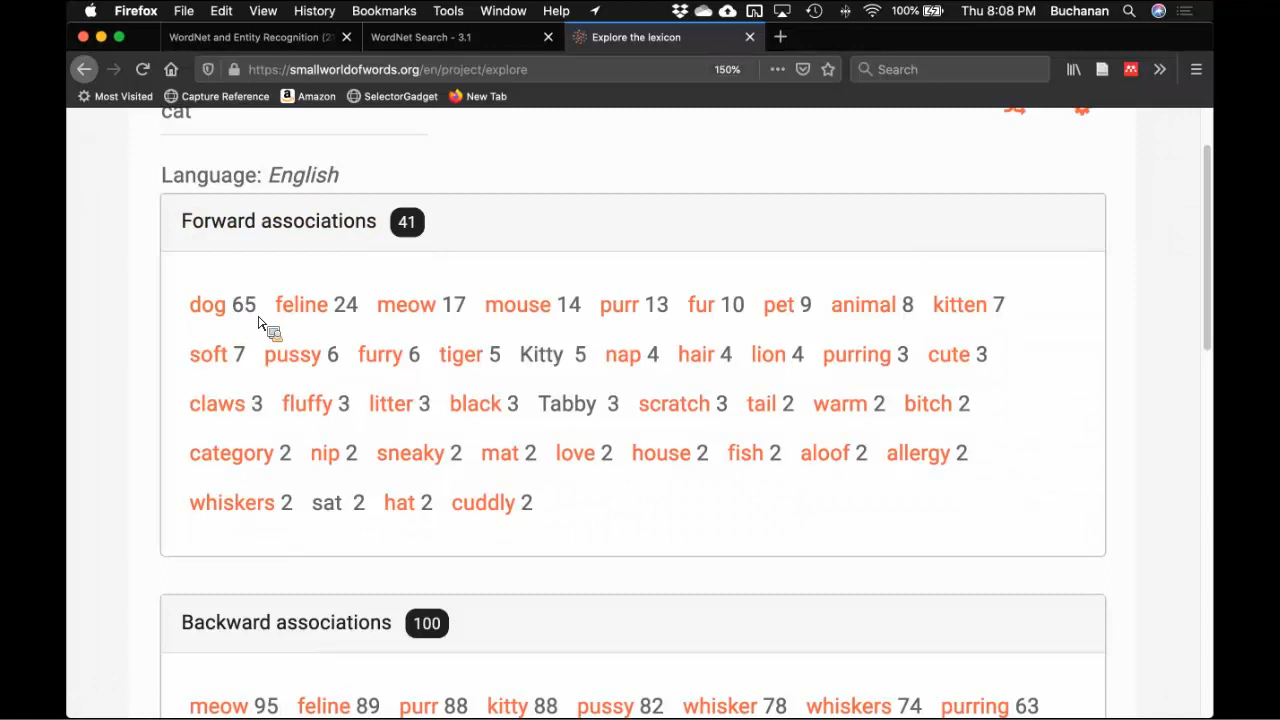 Firefox File Edit View History Bookmarks Tools Window Help 100% Thu 8:08 PM Buchanan
WordNet and Entity Recognition (2 WordNet Search - 3.1 Explore the lexicon
https://smallworldofwords.org/en/project/explore 150% Search
Most Visited Capture Reference Amazon SelectorGadget New Tab
cat
Language: English
Forward associations 41
dog 65 feline 24 meow 17 mouse 14 purr 13 fur 10 pet 9 animal 8 kitten 7
soft 7 pussy 6 furry 6 tiger 5 Kitty 5 nap 4 hair 4 lion 4 purring 3 cute 3
claws 3 fluffy 3 litter 3 black 3 Tabby 3 scratch 3 tail 2 warm 2 bitch 2
category 2 nip 2 sneaky 2 mat 2 love 2 house 2 fish 2 aloof 2 allergy 2
whiskers 2 sat 2 hat 2 cuddly 2
Backward associations 100
meow 95 feline 89 purr 88 kitty 88 pussy 82 whisker 78 whiskers 74 purring 63